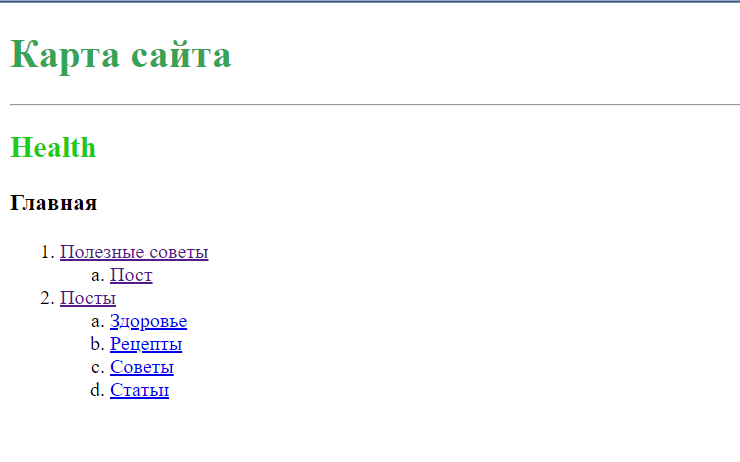 Карта сайта
Health
Главная
1. Полезные советы
a. Пост
2. Посты
a. Здоровье
b. Рецепты
c. Советы
d. Статьи